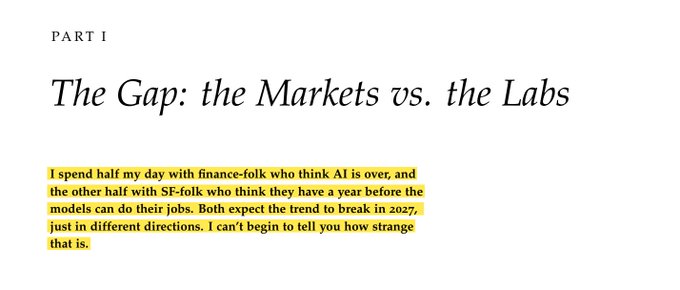 PART I
The Gap: the Markets vs. the Labs
I spend half my day with finance-folk who think AI is over, and
the other half with SF-folk who think they have a year before the
models can do their jobs. Both expect the trend to break in 2027,
just in different directions. I can't begin to tell you how strange
that is.